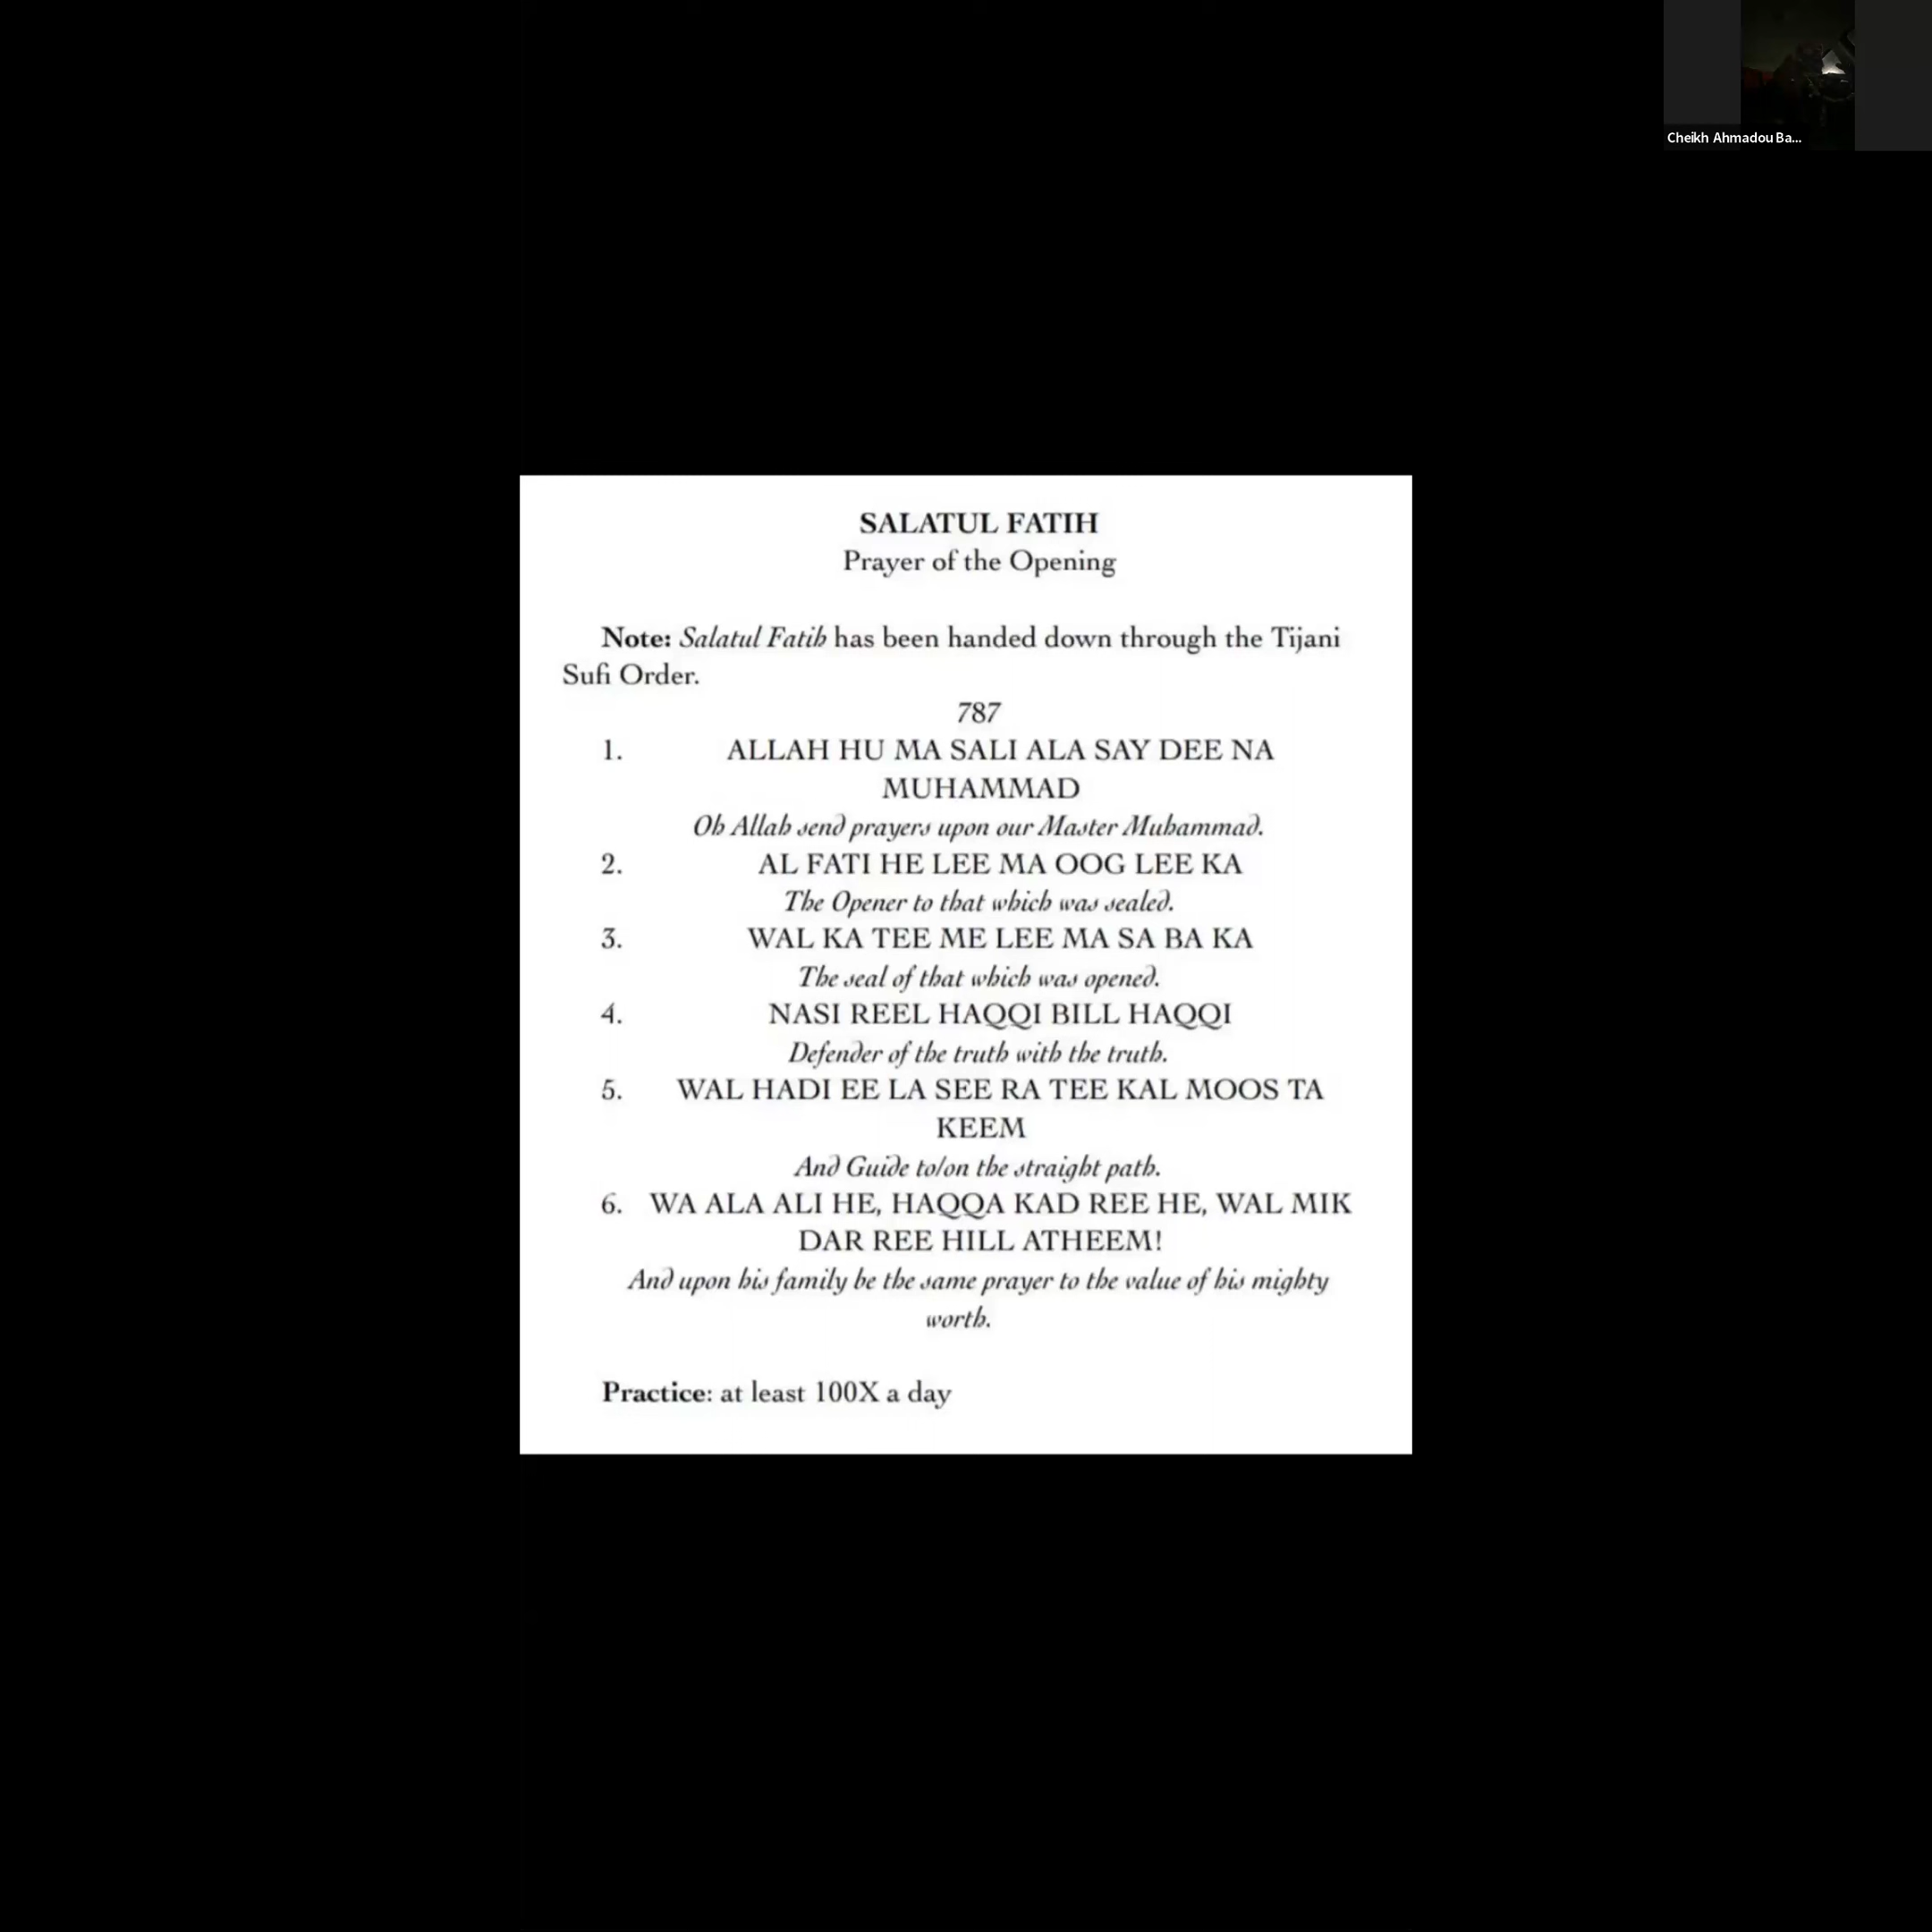 Cheikh Ahmadou Ba...
SALATUL FATIH
Prayer of the Opening
Note: Salatul Fatih has been handed down through the Tijani
Sufi Order.
787
1. ALLAH HU MA SALI ALA SAY DEE NA
MUHAMMAD
Oh Allah send prayers upon our Master Muhammad.
2. AL FATI HE LEE MA OOG LEE KA
The Opener to that which was sealed.
3. WAL KA TEE ME LEE MA SA BA KA
The seal of that which was opened.
4. NASI REEL HAQQI BILL HAQQI
Defender of the truth with the truth.
5. WAL HADI EE LA SEE RA TEE KAL MOOS TA
KEEM
And Guide to/on the straight path.
6. WA ALA ALI HE, HAQQA KAD REE HE, WAL MIK
DAR REE HILL ATHEEM!
And upon his family be the same prayer to the value of his mighty
worth.
Practice: at least 100X a day